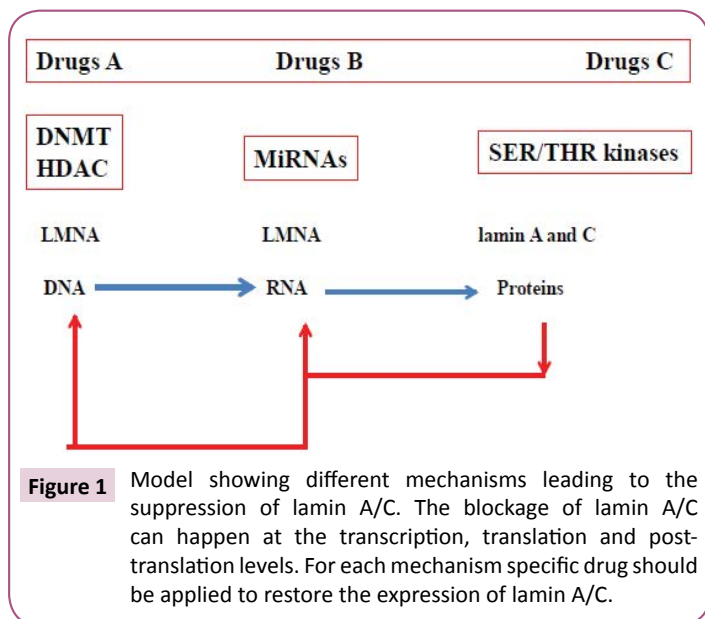 Drugs A Drugs B Drugs C
DNMT
HDAC
MiRNAs
SER/THR kinases
LMNA LMNA lamin A and C
DNA RNA Proteins
Figure 1 Model showing different mechanisms leading to the
suppression of lamin A/C. The blockage of lamin A/C
can happen at the transcription, translation and post-
translation levels. For each mechanism specific drug should
be applied to restore the expression of lamin A/C.